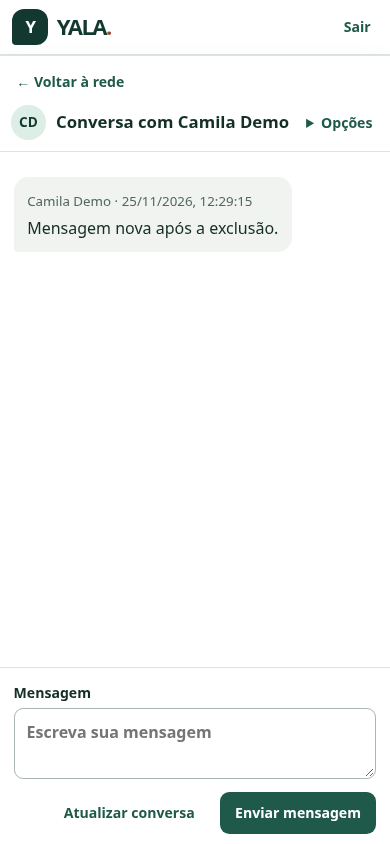 Y YALA. Sair
← Voltar à rede
CD Conversa com Camila Demo ▶ Opções
Camila Demo · 25/11/2026, 12:29:15
Mensagem nova após a exclusão.
Mensagem
Escreva sua mensagem
Atualizar conversa Enviar mensagem